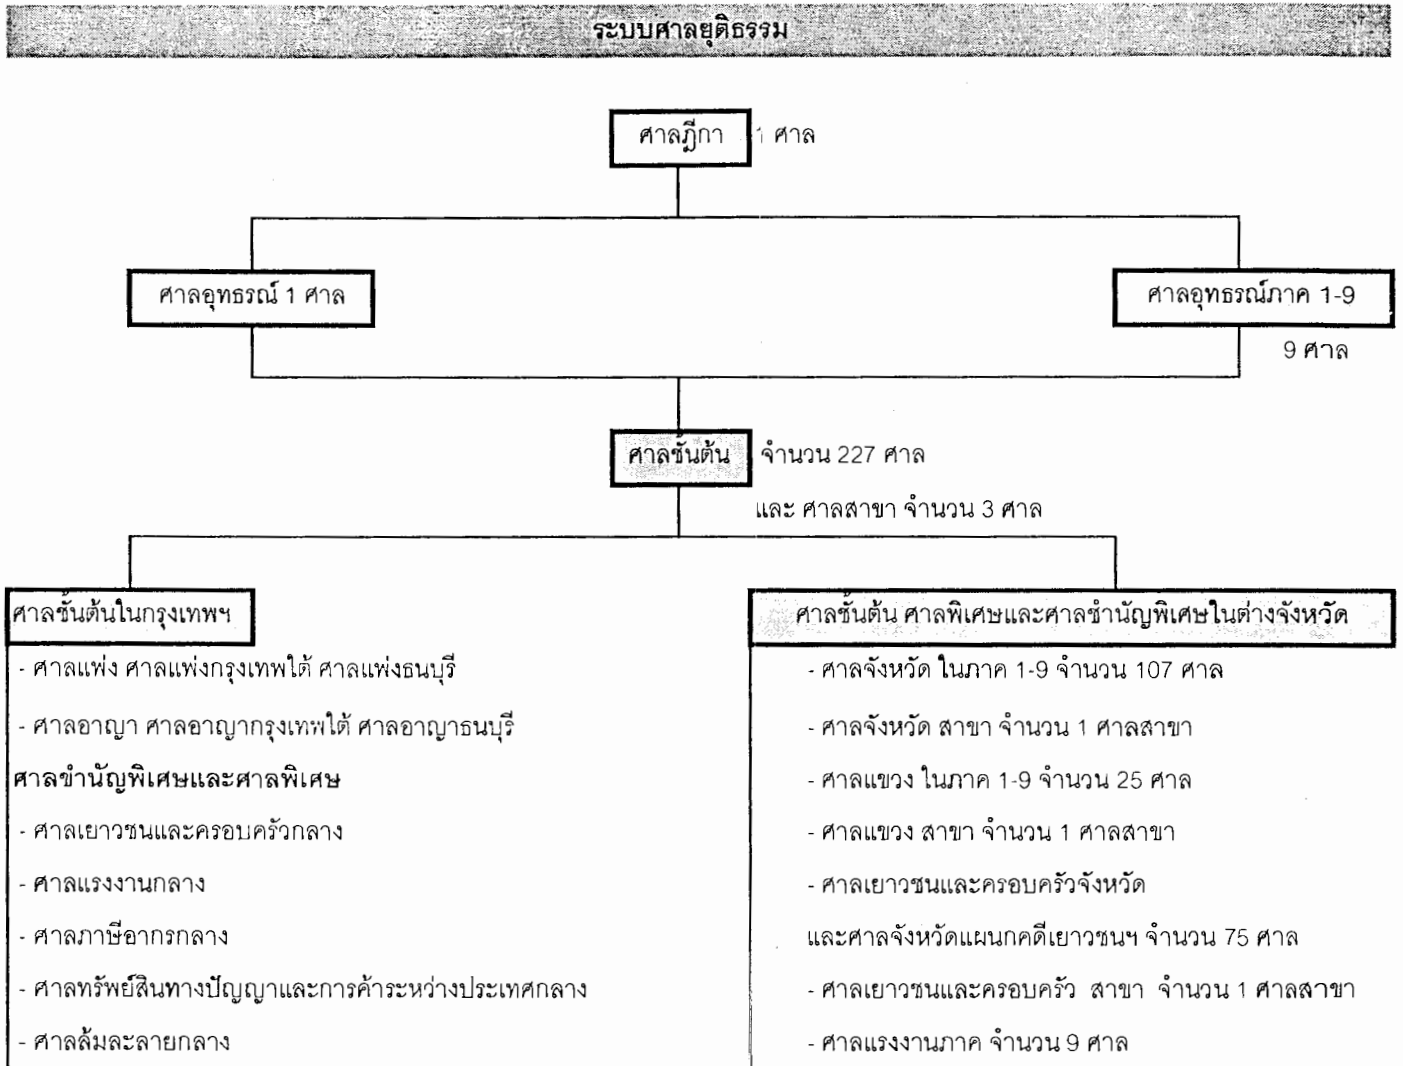 ระบบศาลยุติธรรม
ศาลฎีกา 1 ศาล
ศาลอุทธรณ์ 1 ศาล
ศาลอุทธรณ์ภาค 1-9
9 ศาล
ศาลชั้นต้น จำนวน 227 ศาล
และ ศาลสาขา จำนวน 3 ศาล
ศาลชั้นต้นในกรุงเทพฯ
- ศาลแพ่ง ศาลแพ่งกรุงเทพใต้ ศาลแพ่งธนบุรี
- ศาลอาญา ศาลอาญากรุงเทพใต้ ศาลอาญาธนบุรี
ศาลชำนัญพิเศษและศาลพิเศษ
- ศาลเยาวชนและครอบครัวกลาง
- ศาลแรงงานกลาง
- ศาลภาษีอากรกลาง
- ศาลทรัพย์สินทางปัญญาและการค้าระหว่างประเทศกลาง
- ศาลล้มละลายกลาง
ศาลชั้นต้น ศาลพิเศษและศาลชำนัญพิเศษในต่างจังหวัด
- ศาลจังหวัด ในภาค 1-9 จำนวน 107 ศาล
- ศาลจังหวัด สาขา จำนวน 1 ศาลสาขา
- ศาลแขวง ในภาค 1-9 จำนวน 25 ศาล
- ศาลแขวง สาขา จำนวน 1 ศาลสาขา
- ศาลเยาวชนและครอบครัวจังหวัด
และศาลจังหวัดแผนกคดีเยาวชนฯ จำนวน 75 ศาล
- ศาลเยาวชนและครอบครัว สาขา จำนวน 1 ศาลสาขา
- ศาลแรงงานภาค จำนวน 9 ศาล